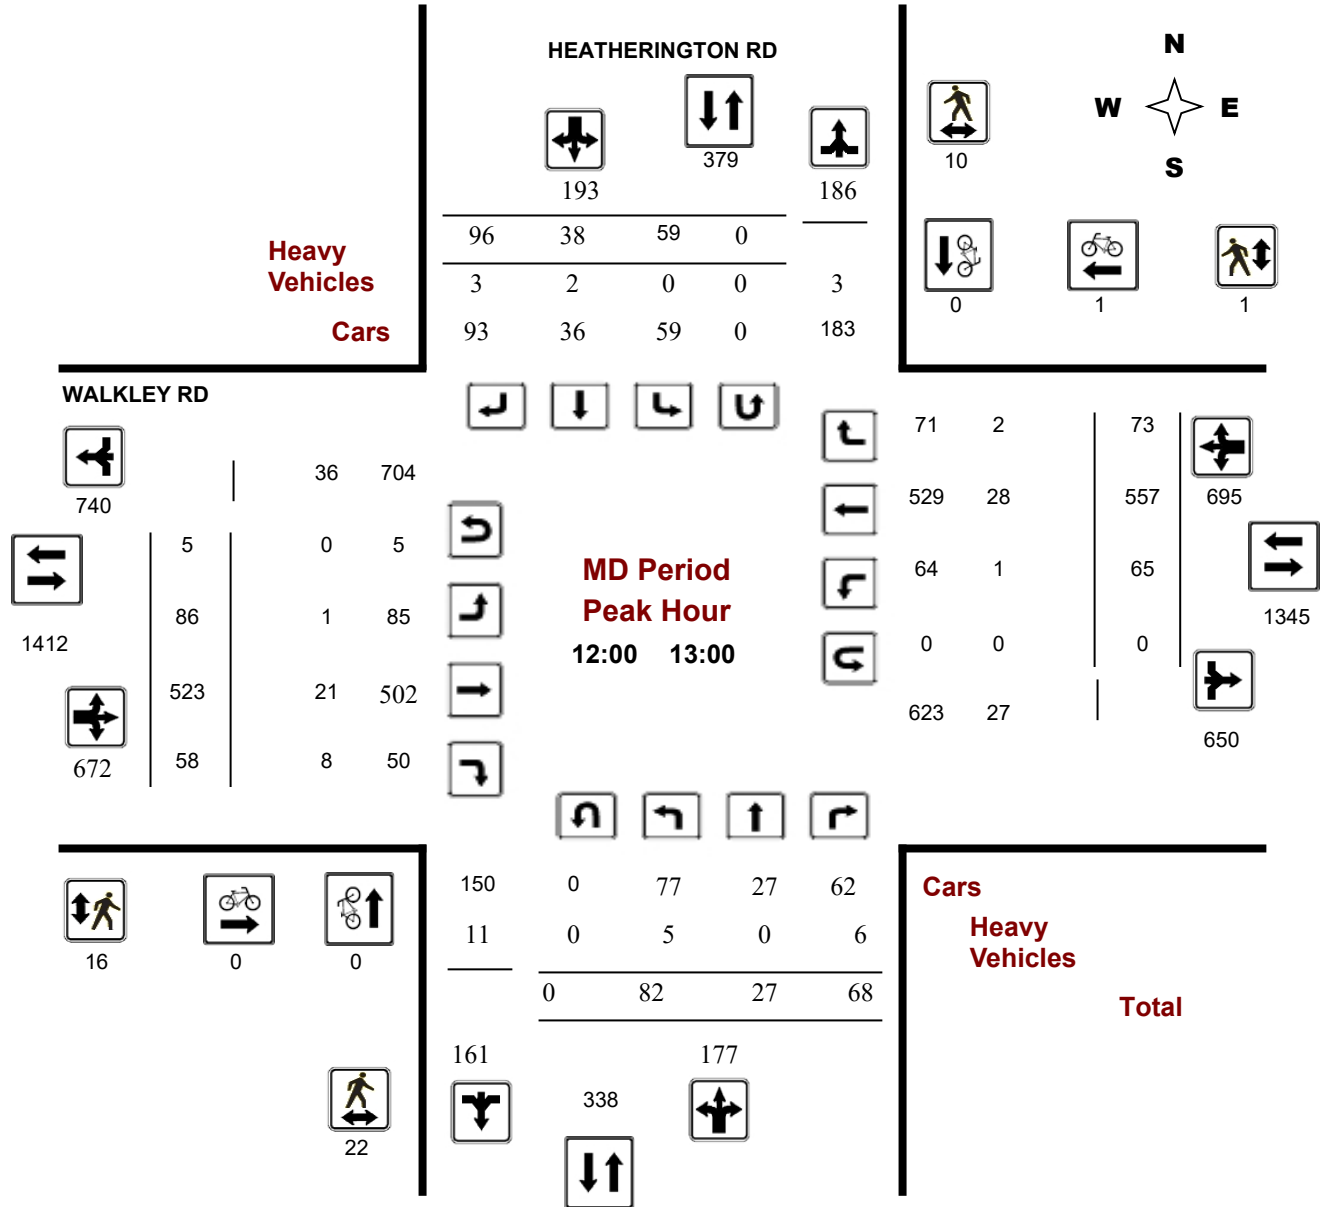 HEATHERINGTON RD
N
W E
S
379
193
186
10
96 38 59 0
Heavy
Vehicles
3 2 0 0 3
Cars
93 36 59 0 183
0 1 1
WALKLEY RD
71 2 73
36 704
740
529 28 557 695
5 0 5
MD Period
Peak Hour
12:00 13:00
64 1 65
86 1 85
1412
1345
0 0 0
523 21 502
623 27
650
672
58 8 50
150 0 77 27 62
Cars
11 0 5 0 6
Heavy
Vehicles
16 0 0
0 82 27 68
Total
161 177
338
22